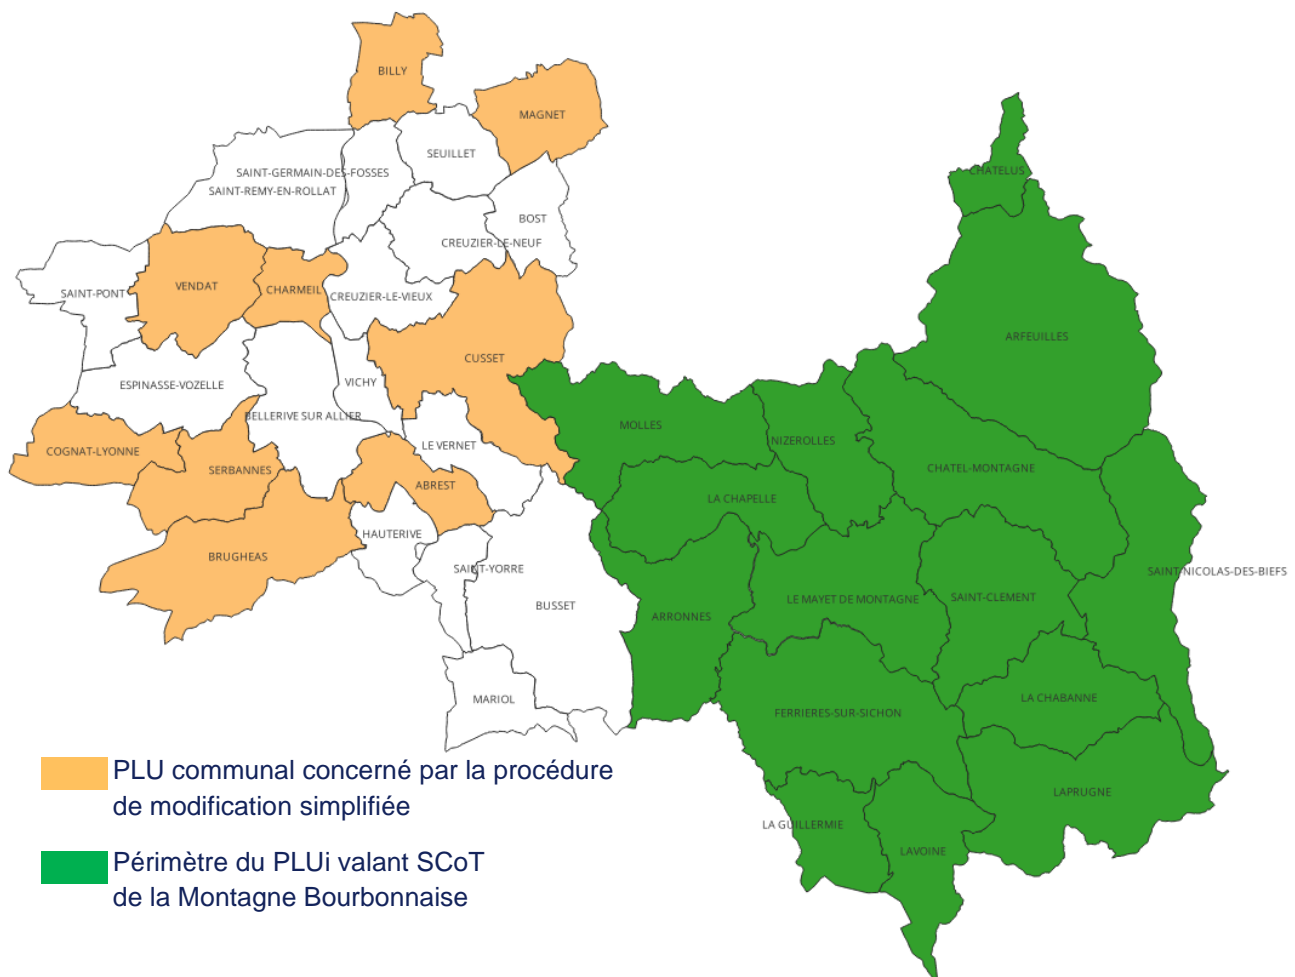 BILLY
MAGNET
SEUILLET
CHATELUS
SAINT-GERMAIN-DES-FOSSES
SAINT-REMY-EN-ROLLAT
BOST
CREUZIER-LE-NEUF
VENDAT
CHARMEIL
SAINT-PONT
CREUZIER-LE-VIEUX
ARFEUILLES
CUSSET
ESPINASSE-VOZELLE
VICHY
BELLERIVE SUR ALLIER
MOLLES
NIZEROLLES
LE VERNET
COGNAT-LYONNE
SERBANNES
CHATEL-MONTAGNE
ABREST
LA CHAPELLE
HAUTERIVE
BRUGHEAS
SAINT-YORRE
SAINT-NICOLAS-DES-BIEFS
BUSSET
LE MAYET DE MONTAGNE
SAINT-CLEMENT
ARRONNES
MARIOL
LA CHABANNE
FERRIERES-SUR-SICHON
LAPRUGNE
LA GUILLERMIE
LAVOINE
PLU communal concerné par la procédure
de modification simplifiée
Périmètre du PLUi valant SCoT
de la Montagne Bourbonnaise